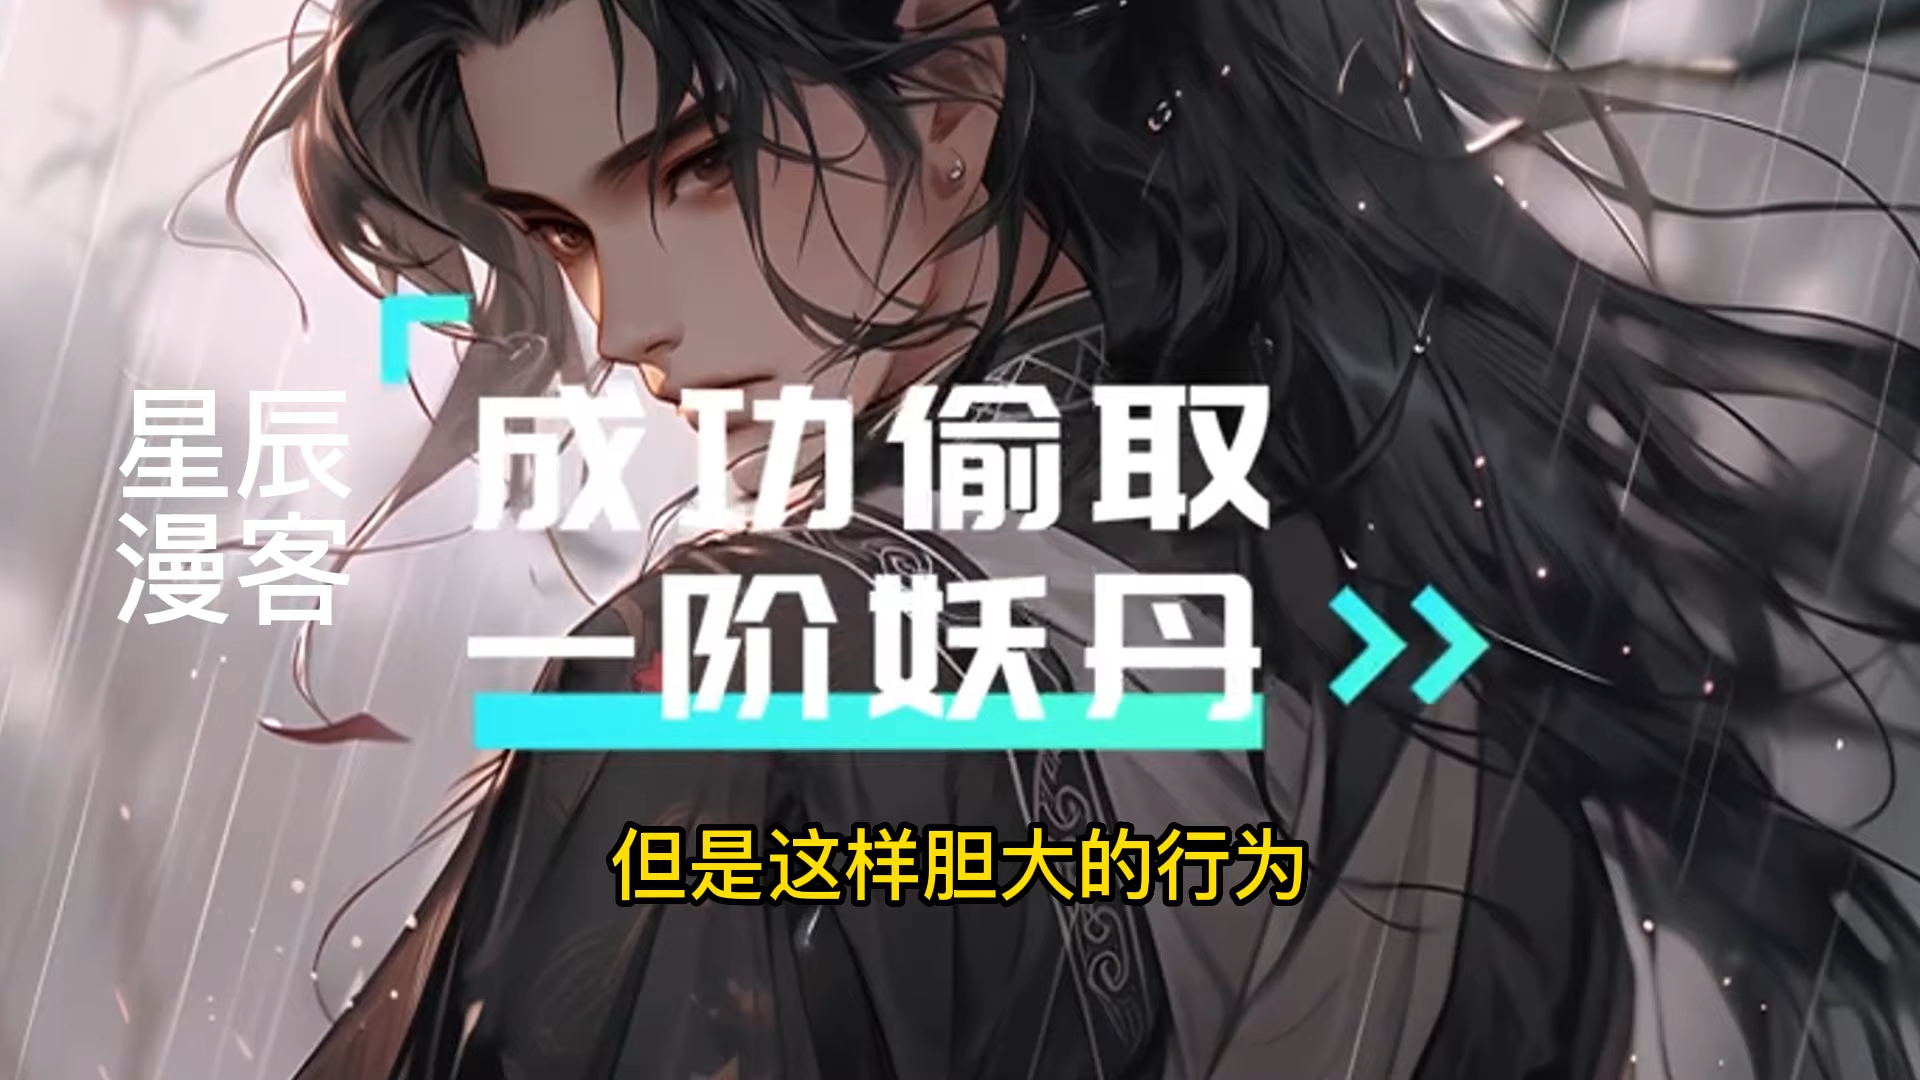 星辰
漫客
成功偷取
一阶妖丹
但是这样胆大的行为